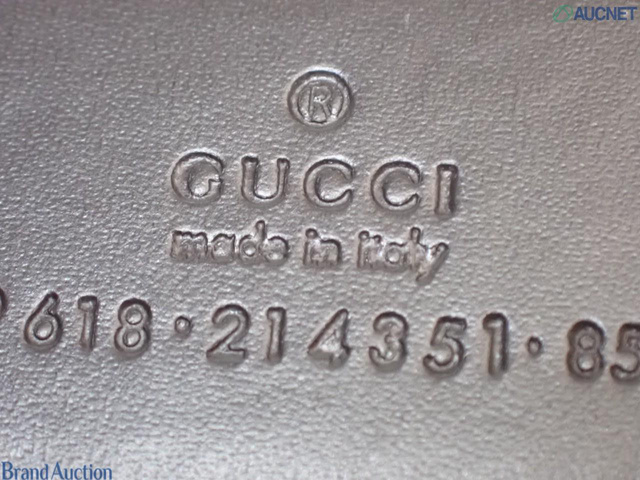 AUCNET
®
GUCCI
made in italy
618·214351·85
Brand Auction